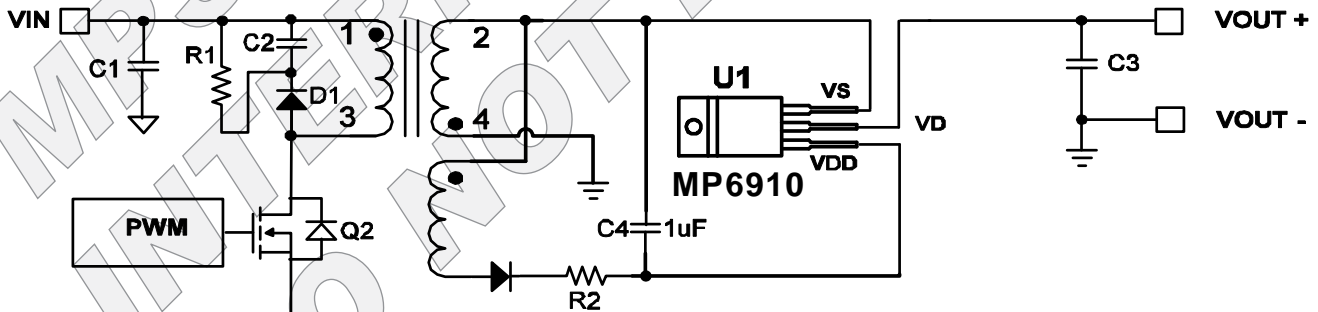 VIN
VOUT +
R1
C2
1
2
C1
U1
C3
D1
VS
3
4
VD
VOUT -
VDD
MP6910
PWM
Q2
C4
1uF
R2